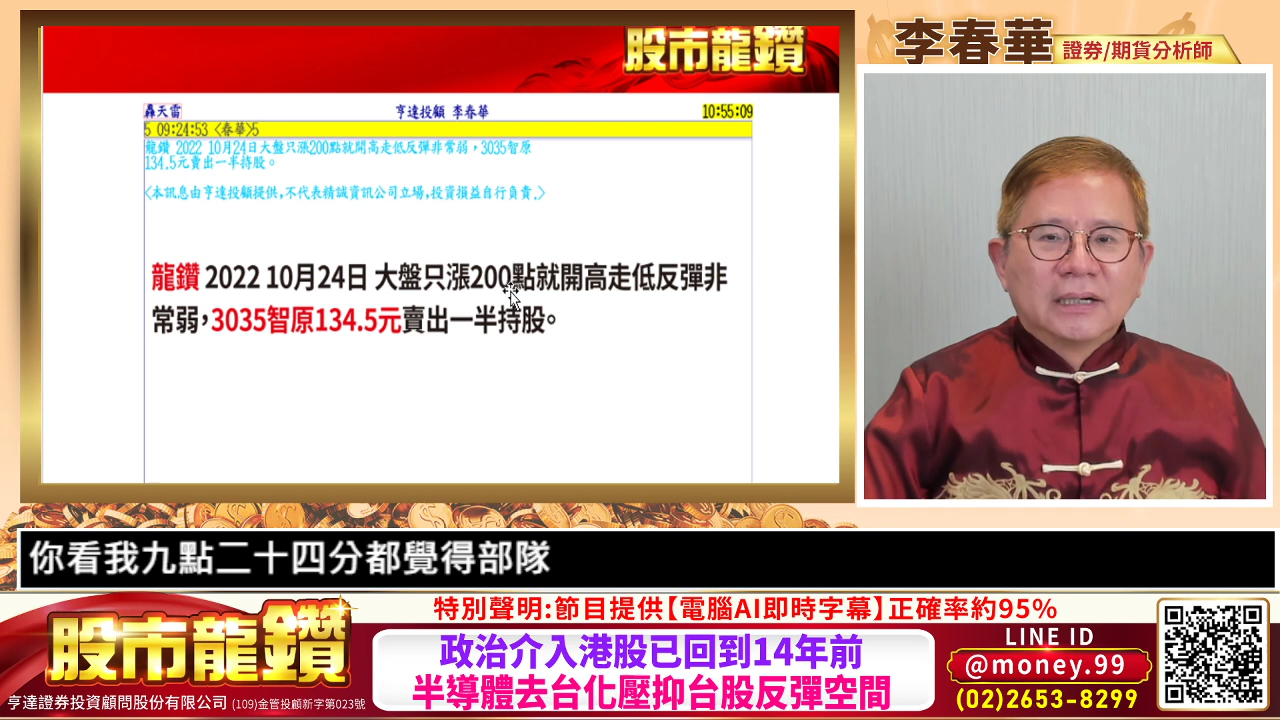 股市龍鑽
轟天雷 亨達投顧 李春華 10:55:09
5 09:24:53 〈春華〉5
龍鑽 2022 10月24日大盤只漲200點就開高走低反彈非常弱，3035智原
134.5元賣出一半持股。
〈本訊息由亨達投顧提供,不代表精誠資訊公司立場,投資損益自行負責.〉
龍鑽 2022 10月24日 大盤只漲200點就開高走低反彈非
常弱，3035智原134.5元賣出一半持股。
李春華 證券/期貨分析師
你看我九點二十四分都覺得部隊
特別聲明:節目提供【電腦AI即時字幕】正確率約95%
股市龍鑽
亨達證券投資顧問股份有限公司 (109)金管投顧新字第023號
政治介入港股已回到14年前
半導體去台化壓抑台股反彈空間
LINE ID
@money.99
(02)2653-8299